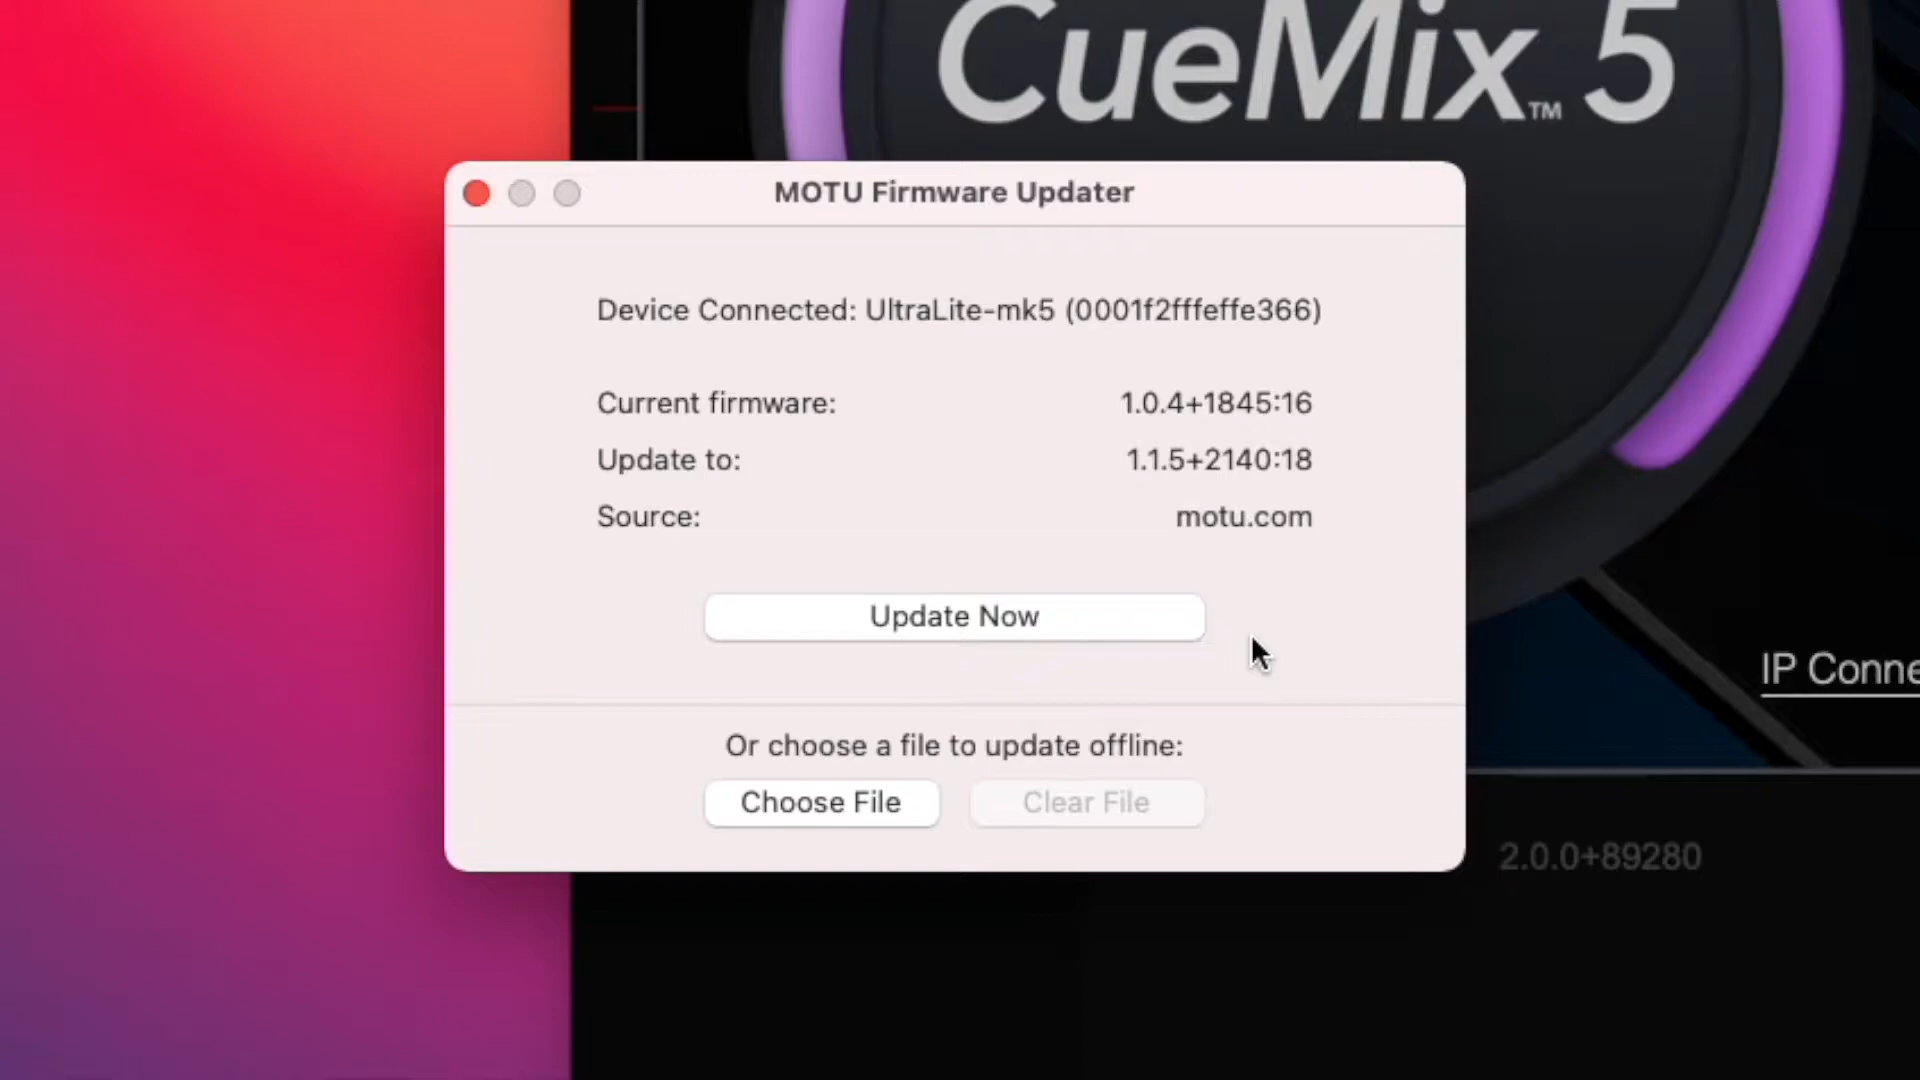 CueMix™ 5
MOTU Firmware Updater
Device Connected: UltraLite-mk5 (0001f2fffeffe366)
Current firmware: 1.0.4+1845:16
Update to: 1.1.5+2140:18
Source: motu.com
Update Now
IP Conne
Or choose a file to update offline:
Choose File Clear File
2.0.0+89280